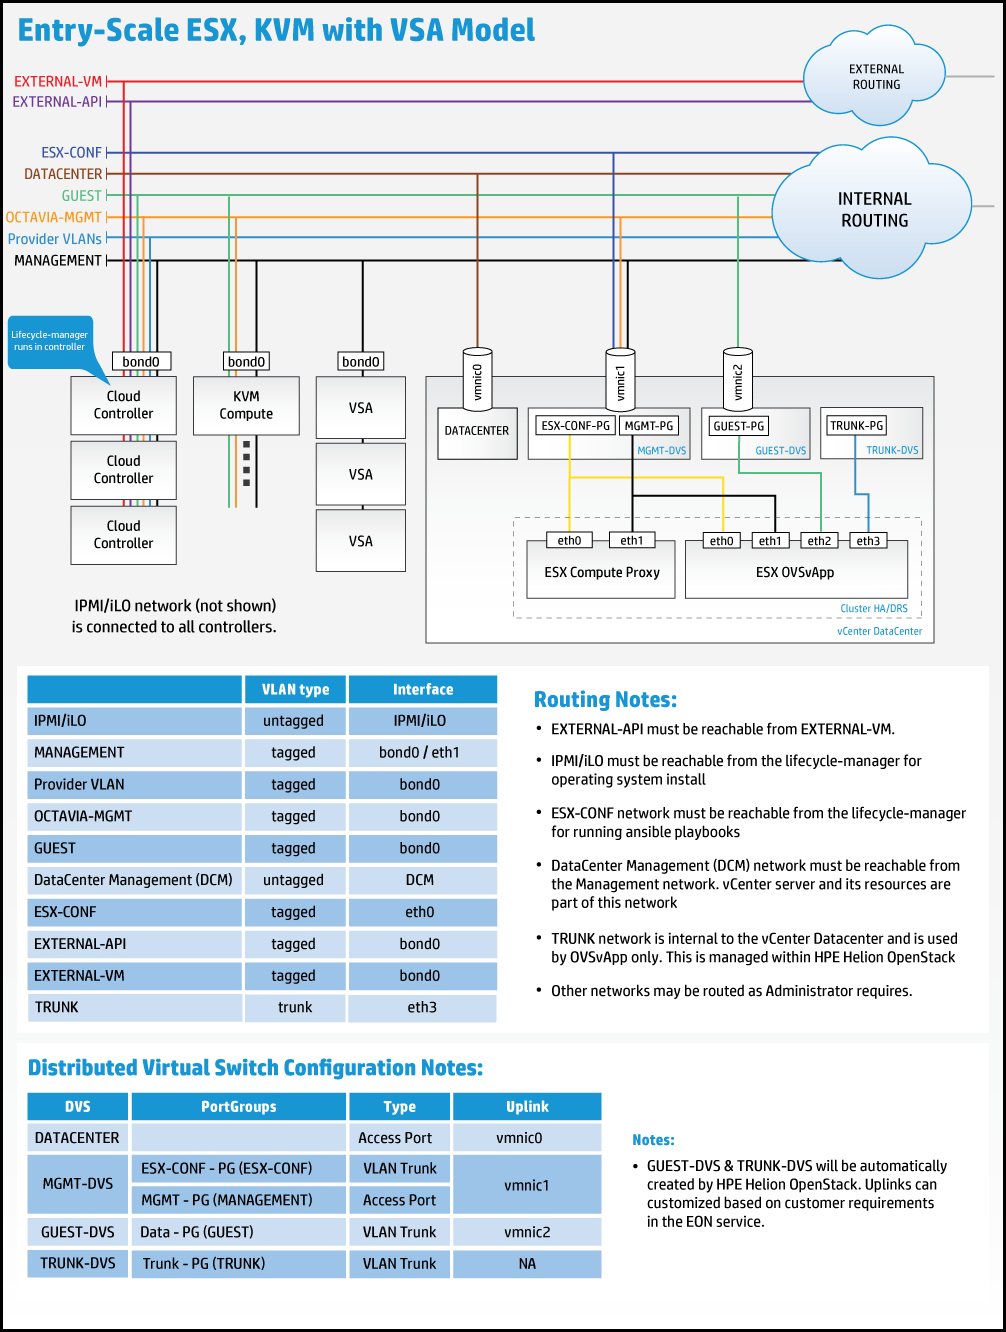 Entry-Scale ESX, KVM with VSA Model
EXTERNAL-VM
EXTERNAL-API
EXTERNAL
ROUTING
ESX-CONF
DATACENTER
GUEST
OCTAVIA-MGMT
Provider VLANs
MANAGEMENT
INTERNAL
ROUTING
Lifecycle-manager
runs in controller
bond0
bond0
bond0
vmnic0
vmnic1
vmnic2
Cloud
Controller
Cloud
Controller
Cloud
Controller
KVM
Compute
VSA
VSA
VSA
DATACENTER
ESX-CONF-PG
MGMT-PG
MGMT-DVS
GUEST-PG
GUEST-DVS
TRUNK-PG
TRUNK-DVS
eth0
eth1
eth0
eth1
eth2
eth3
ESX Compute Proxy
ESX OVSvApp
Cluster HA/DRS
vCenter DataCenter
IPMI/iLO network (not shown)
is connected to all controllers.
VLAN type Interface
IPMI/iLO untagged IPMI/iLO
MANAGEMENT tagged bond0 / eth1
Provider VLAN tagged bond0
OCTAVIA-MGMT tagged bond0
GUEST tagged bond0
DataCenter Management (DCM) untagged DCM
ESX-CONF tagged eth0
EXTERNAL-API tagged bond0
EXTERNAL-VM tagged bond0
TRUNK trunk eth3
Routing Notes:
• EXTERNAL-API must be reachable from EXTERNAL-VM.
• IPMI/iLO must be reachable from the lifecycle-manager for
operating system install
• ESX-CONF network must be reachable from the lifecycle-manager
for running ansible playbooks
• DataCenter Management (DCM) network must be reachable from
the Management network. vCenter server and its resources are
part of this network
• TRUNK network is internal to the vCenter Datacenter and is used
by OVSvApp only. This is managed within HPE Helion OpenStack
• Other networks may be routed as Administrator requires.
Distributed Virtual Switch Configuration Notes:
DVS PortGroups Type Uplink
DATACENTER Access Port vmnic0
MGMT-DVS ESX-CONF - PG (ESX-CONF) VLAN Trunk vmnic1
MGMT - PG (MANAGEMENT) Access Port
GUEST-DVS Data - PG (GUEST) VLAN Trunk vmnic2
TRUNK-DVS Trunk - PG (TRUNK) VLAN Trunk NA
Notes:
• GUEST-DVS & TRUNK-DVS will be automatically
created by HPE Helion OpenStack. Uplinks can
customized based on customer requirements
in the EON service.